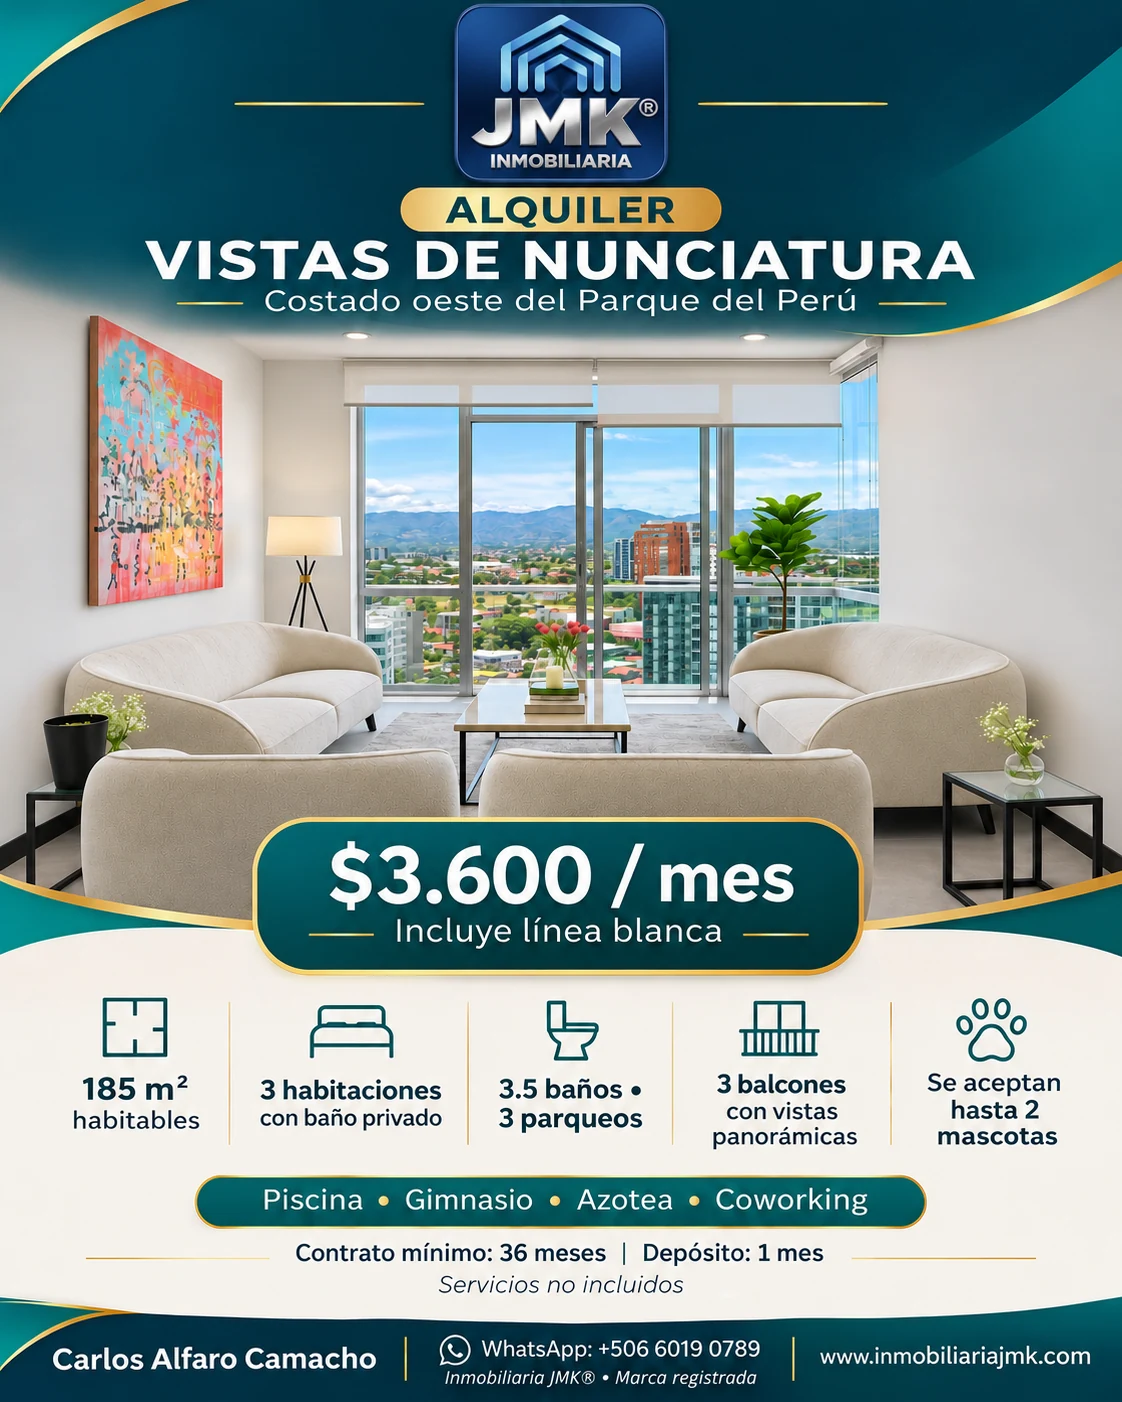 JMK®
INMOBILIARIA
ALQUILER
VISTAS DE NUNCIATURA
Costado oeste del Parque del Perú
$3.600 / mes
Incluye línea blanca
185 m²
habitables
3 habitaciones
con baño privado
3.5 baños •
3 parqueos
3 balcones
con vistas
panorámicas
Se aceptan
hasta 2
mascotas
Piscina • Gimnasio • Azotea • Coworking
Contrato mínimo: 36 meses | Depósito: 1 mes
Servicios no incluidos
Carlos Alfaro Camacho
WhatsApp: +506 6019 0789
Inmobiliaria JMK® • Marca registrada
www.inmobiliariajmk.com